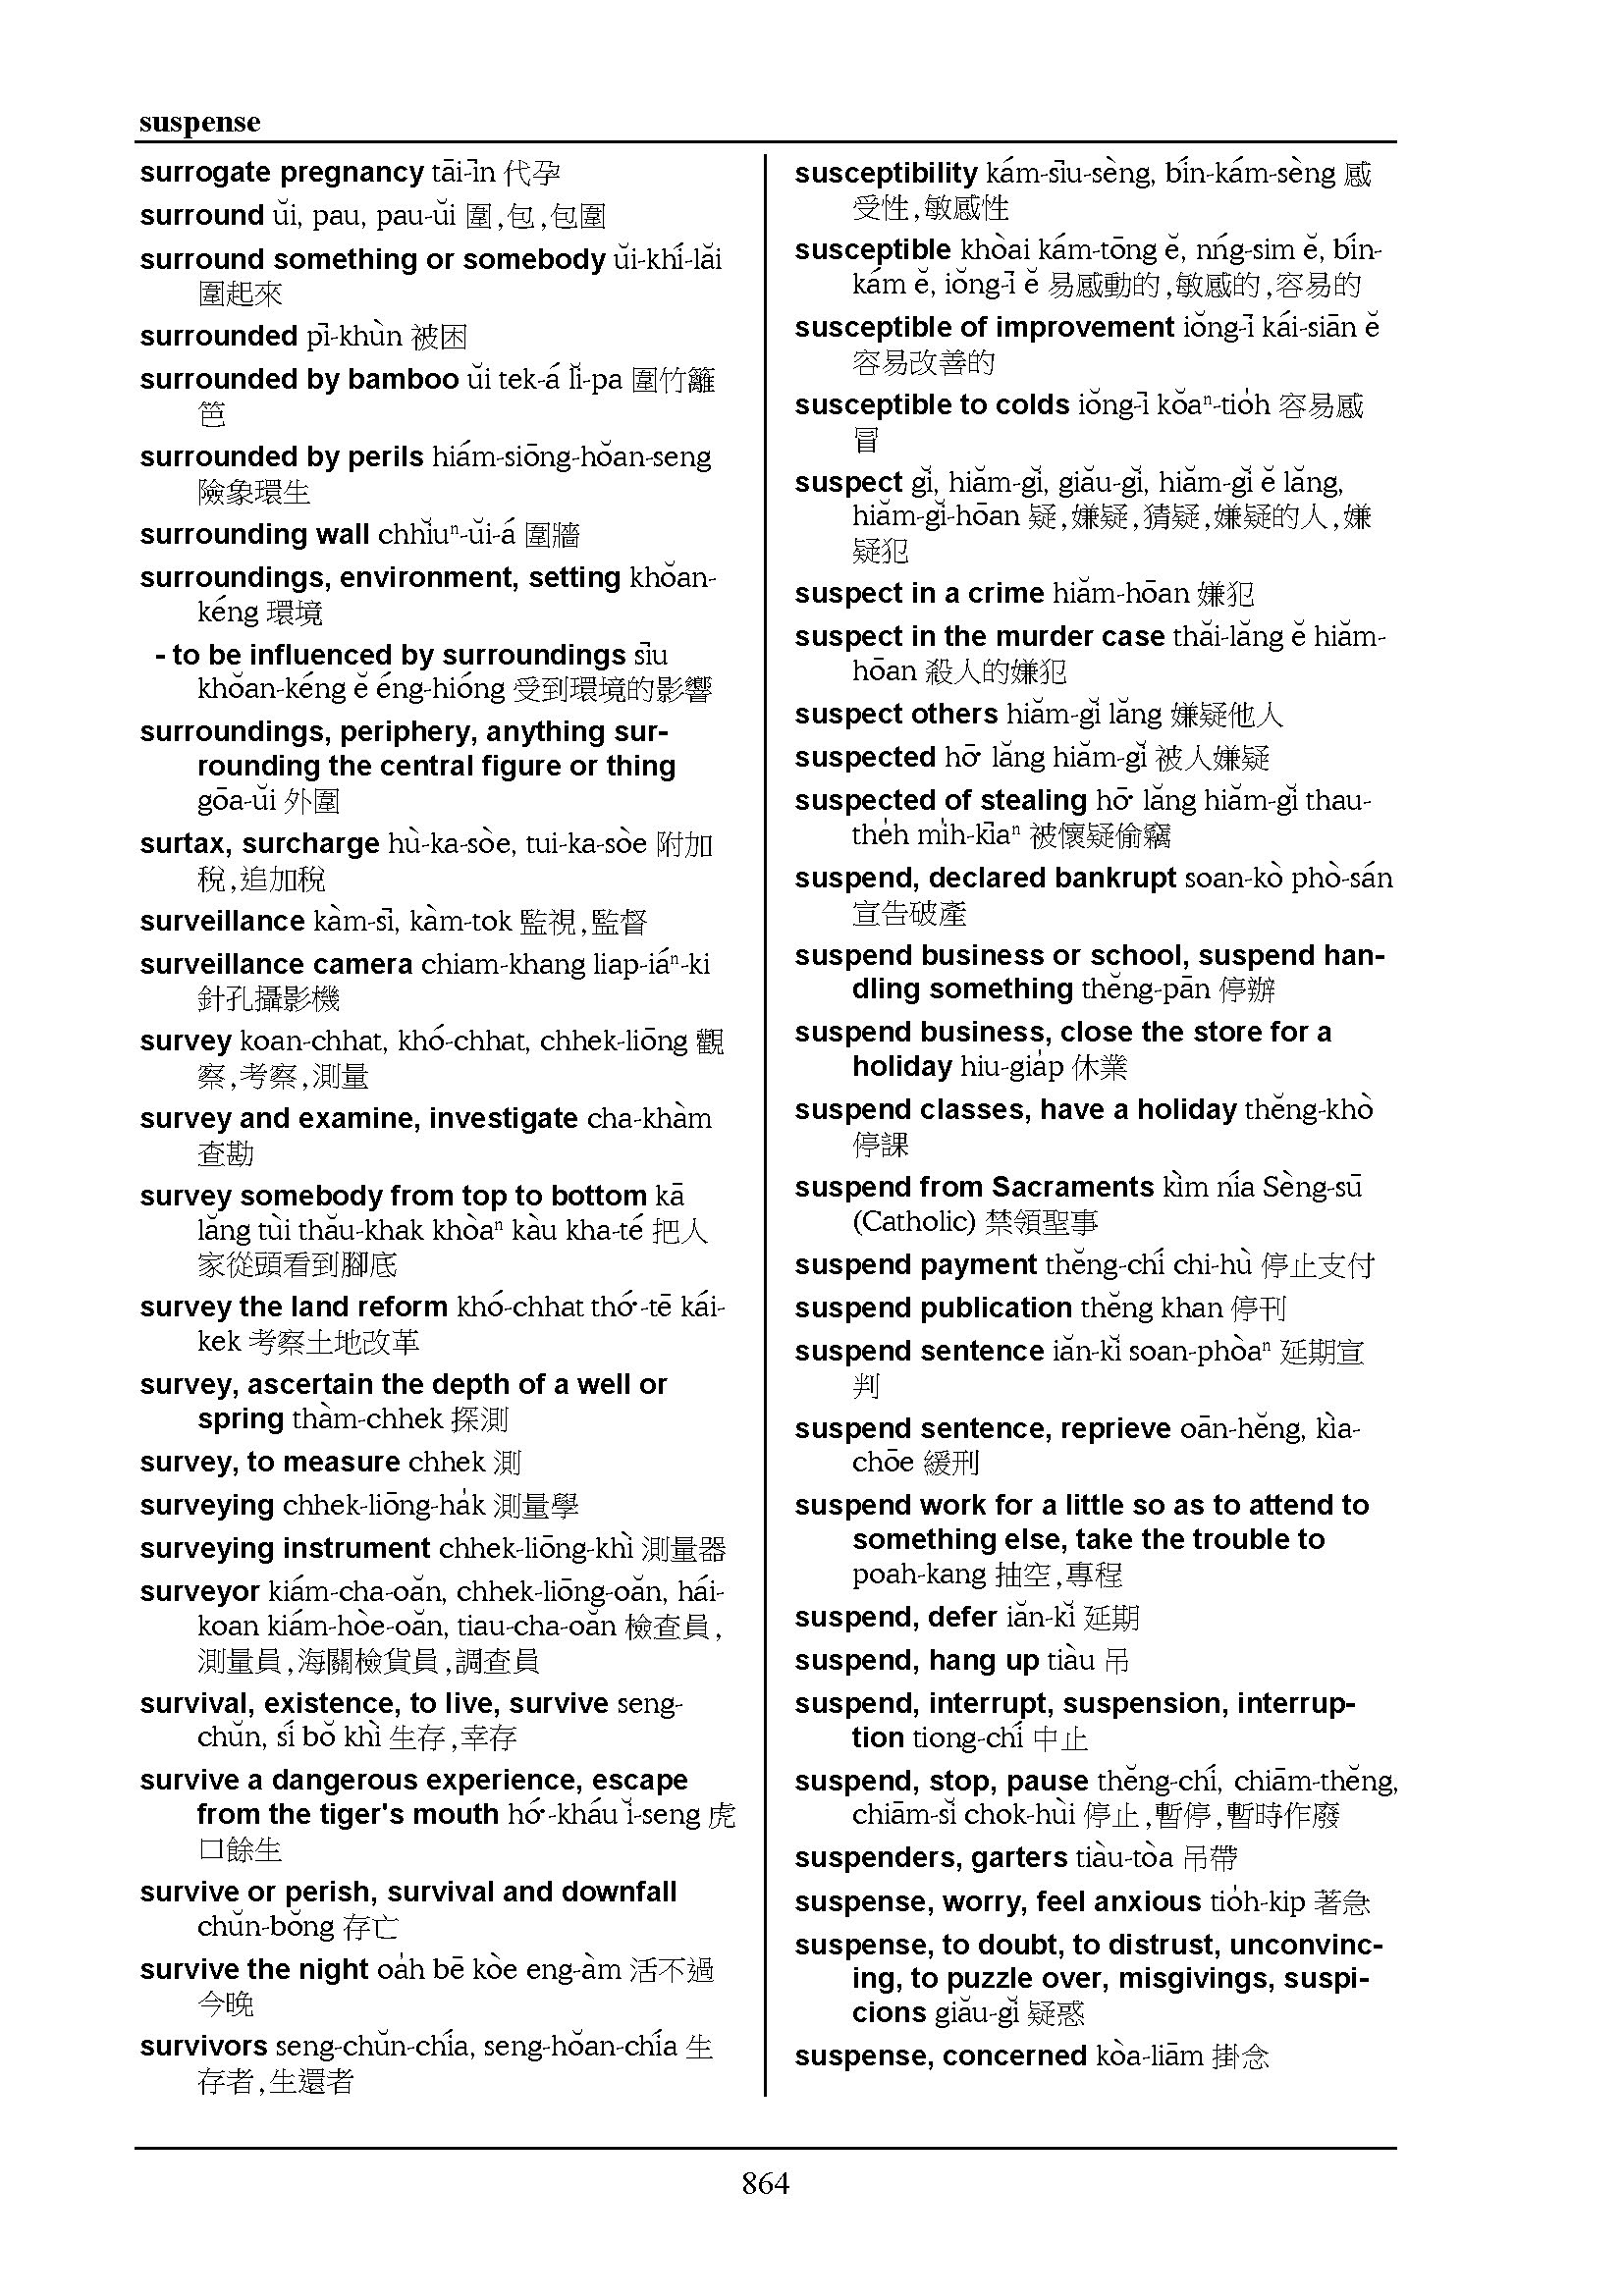 suspense
surrogate pregnancy tāi-īn 代孕
surround ŭi, pau, pau-ŭi 圍,包,包圍
surround something or somebody ŭi-khí-lăi
圍起來
surrounded pī-khùn 被困
surrounded by bamboo ŭi tek-á lĭ-pa 圍竹籬
笆
surrounded by perils hiám-siōng-hŏan-seng
險象環生
surrounding wall chhĭuⁿ-ŭi-á 圍牆
surroundings, environment, setting khŏan-
kéng 環境
- to be influenced by surroundings sīu
khŏan-kéng ĕ éng-hióng 受到環境的影響
surroundings, periphery, anything sur-
rounding the central figure or thing
gōa-ŭi 外圍
surtax, surcharge hù-ka-sòe, tui-ka-sòe 附加
稅,追加稅
surveillance kàm-sī, kàm-tok 監視,監督
surveillance camera chiam-khang liap-iáⁿ-ki
針孔攝影機
survey koan-chhat, khó-chhat, chhek-liōng 觀
察,考察,測量
survey and examine, investigate cha-khàm
查勘
survey somebody from top to bottom kā
lăng tùi thău-khak khòaⁿ kàu kha-té 把人
家從頭看到腳底
survey the land reform khó-chhat thó͘-tē kái-
kek 考察土地改革
survey, ascertain the depth of a well or
spring thàm-chhek 探測
survey, to measure chhek 測
surveying chhek-liōng-ha̍k 測量學
surveying instrument chhek-liōng-khì 測量器
surveyor kiám-cha-oăn, chhek-liōng-oăn, hái-
koan kiám-hòe-oăn, tiau-cha-oăn 檢查員,
測量員,海關檢貨員,調查員
survival, existence, to live, survive seng-
chŭn, sí bŏ khì 生存,幸存
survive a dangerous experience, escape
from the tiger's mouth hó͘-kháu ĭ-seng 虎
口餘生
survive or perish, survival and downfall
chŭn-bŏng 存亡
survive the night oa̍h bē kòe eng-àm 活不過
今晚
survivors seng-chŭn-chía, seng-hŏan-chía 生
存者,生還者
susceptibility kám-sīu-sèng, bín-kám-sèng 感
受性,敏感性
susceptible khòai kám-tōng ĕ, nńg-sim ĕ, bín-
kám ĕ, iŏng-ī ĕ 易感動的,敏感的,容易的
susceptible of improvement iŏng-ī kái-siān ĕ
容易改善的
susceptible to colds iŏng-ī kŏaⁿ-tio̍h 容易感
冒
suspect gĭ, hiăm-gĭ, giău-gĭ, hiăm-gĭ ĕ lăng,
hiăm-gĭ-hōan 疑,嫌疑,猜疑,嫌疑的人,嫌
疑犯
suspect in a crime hiăm-hōan 嫌犯
suspect in the murder case thăi-lăng ĕ hiăm-
hōan 殺人的嫌犯
suspect others hiăm-gĭ lăng 嫌疑他人
suspected hō͘ lăng hiăm-gĭ 被人嫌疑
suspected of stealing hō͘ lăng hiăm-gĭ thau-
the̍h mi̍h-kīaⁿ 被懷疑偷竊
suspend, declared bankrupt soan-kò phò-sán
宣告破產
suspend business or school, suspend han-
dling something thĕng-pān 停辦
suspend business, close the store for a
holiday hiu-gia̍p 休業
suspend classes, have a holiday thĕng-khò
停課
suspend from Sacraments kìm nía Sèng-sū
(Catholic) 禁領聖事
suspend payment thĕng-chí chi-hù 停止支付
suspend publication thĕng khan 停刊
suspend sentence iăn-kĭ soan-phòaⁿ 延期宣
判
suspend sentence, reprieve oān-hĕng, kìa-
chōe 緩刑
suspend work for a little so as to attend to
something else, take the trouble to
poah-kang 抽空,專程
suspend, defer iăn-kĭ 延期
suspend, hang up tiàu 吊
suspend, interrupt, suspension, interrup-
tion tiong-chí 中止
suspend, stop, pause thĕng-chí, chiām-thĕng,
chiām-sĭ chok-hùi 停止,暫停,暫時作廢
suspenders, garters tiàu-tòa 吊帶
suspense, worry, feel anxious tio̍h-kip 著急
suspense, to doubt, to distrust, unconvinc-
ing, to puzzle over, misgivings, suspi-
cions giău-gĭ 疑惑
suspense, concerned kòa-liām 掛念
864